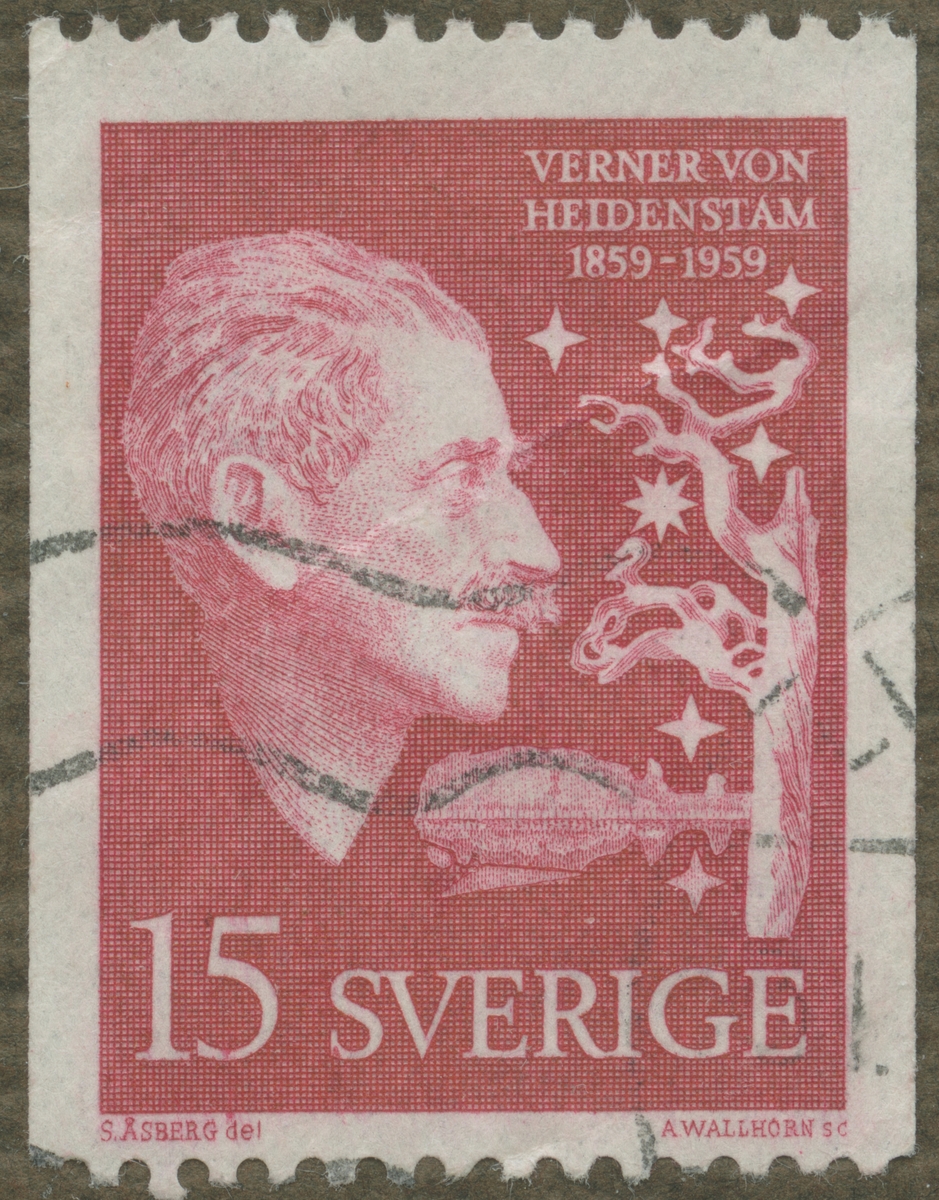 VERNER VON
HEIDENSTAM
1859-1959
15 SVERIGE
S. ÅSBERG del A. WALLHORN sc